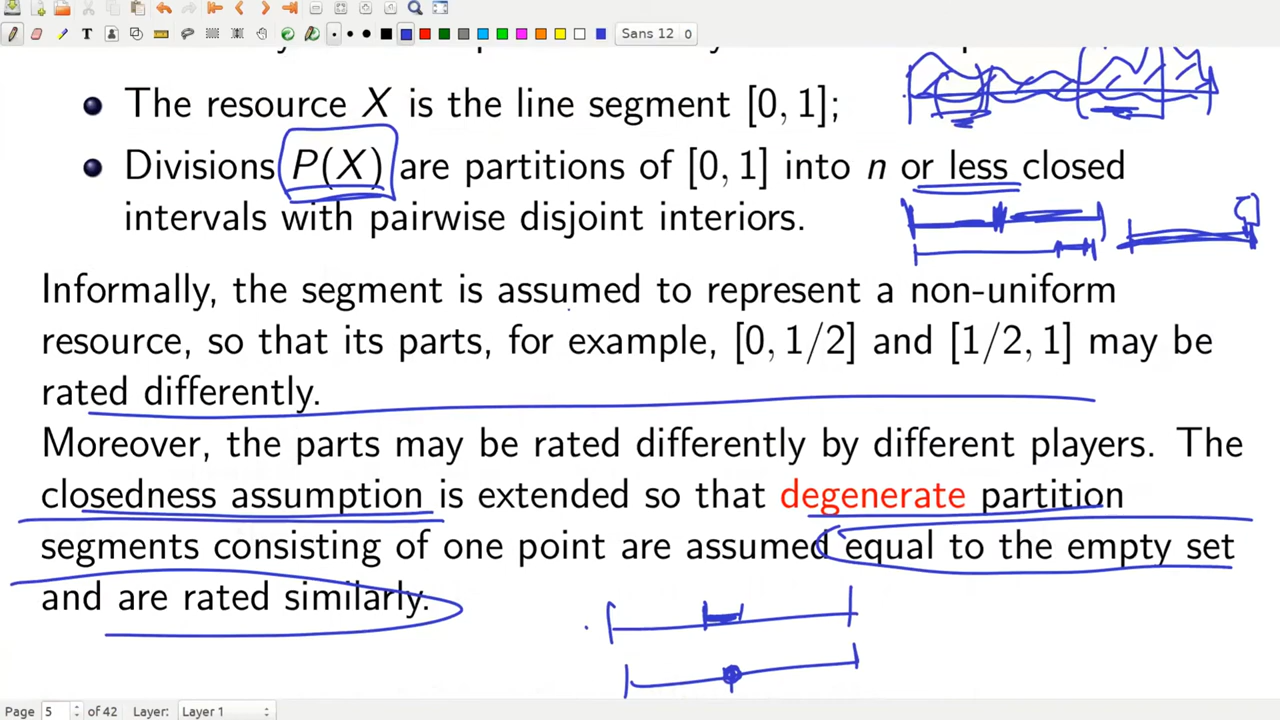 Sans 12
0
The resource X is the line segment [0, 1];
Divisions P(X) are partitions of [0, 1] into n or less closed
intervals with pairwise disjoint interiors.
Informally, the segment is assumed to represent a non-uniform
resource, so that its parts, for example, [0, 1/2] and [1/2, 1] may be
rated differently.
Moreover, the parts may be rated differently by different players. The
closedness assumption is extended so that degenerate partition
segments consisting of one point are assumed equal to the empty set
and are rated similarly.
Page 5 of 42 Layer: Layer 1